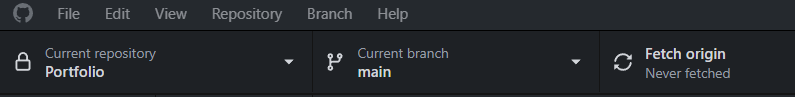 File Edit View Repository Branch Help
Current repository
Portfolio
Current branch
main
Fetch origin
Never fetched